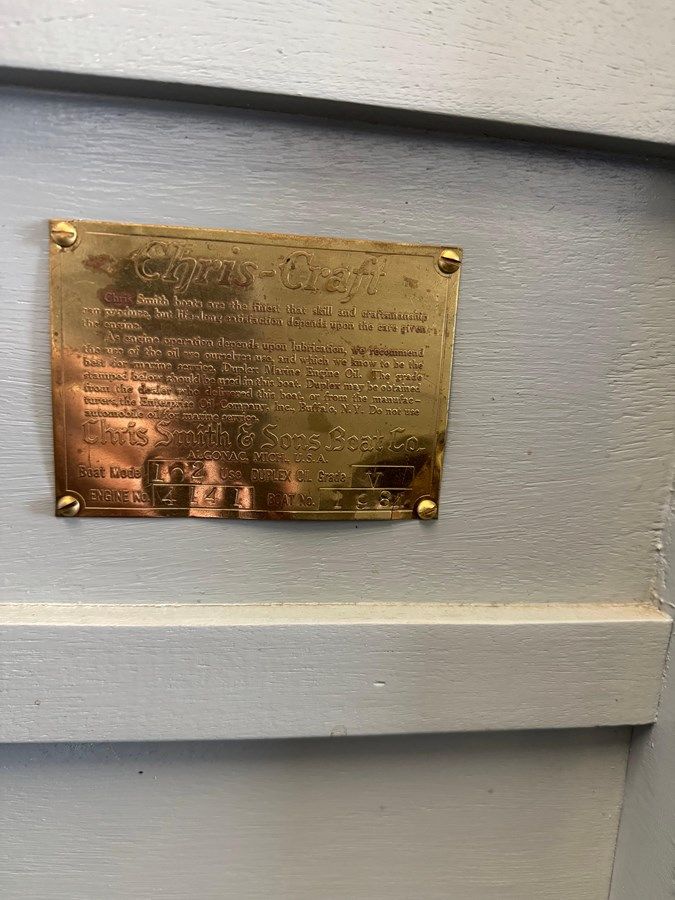 Chris-Craft
Chris Smith boats are the finest that skill and craftsmanship
can produce, but life-long satisfaction depends upon the care given
the engine.
As engine operation depends upon lubrication, we recommend
the use of the oil we ourselves use, and which we know to be the
best for marine service, Duplex Marine Engine Oil. The grade
stamped below should be used in this boat. Duplex may be obtained
from the dealer who delivered this boat, or from the manufac-
turers, the Enterprise Oil Company, Inc., Buffalo, N.Y. Do not use
automobile oil for marine service.
Chris Smith & Sons Boat Co.
ALGONAC, MICH. U.S.A.
Boat Model 102 Use DUPLEX Oil Grade V
ENGINE NO. 4141 BOAT No.